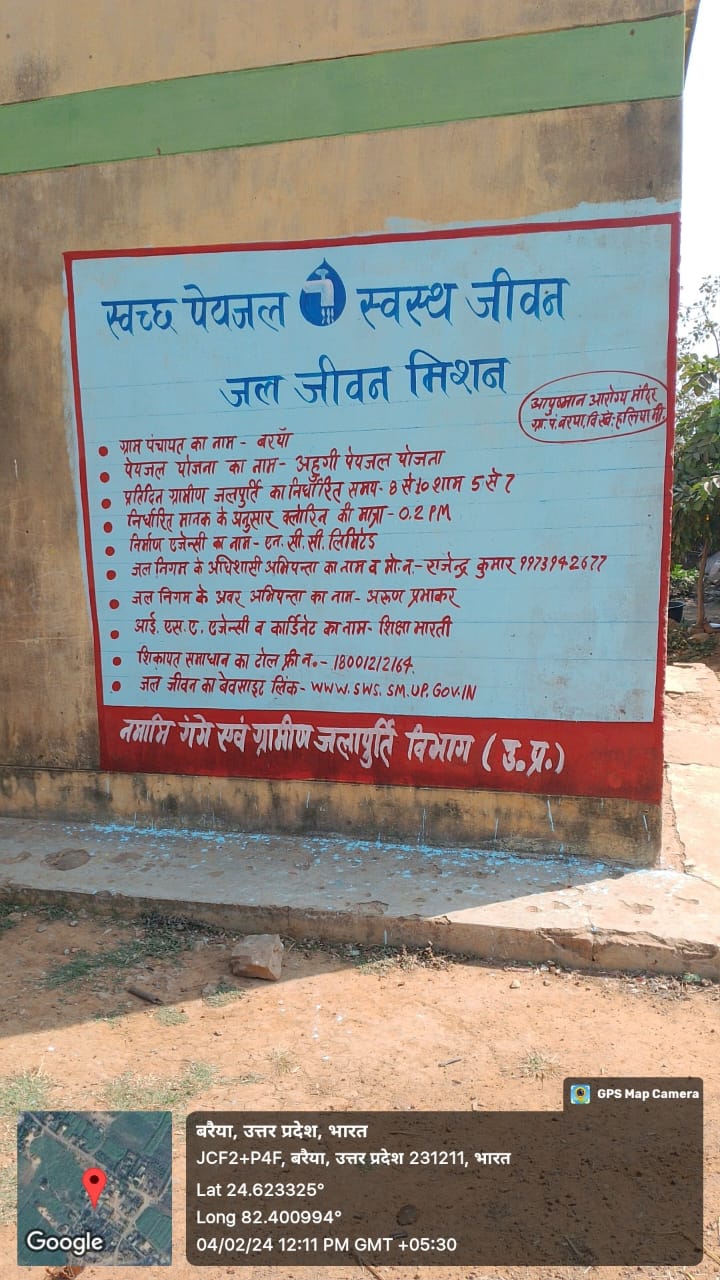 स्वच्छ पेयजल स्वस्थ जीवन
जल जीवन मिशन
आयुष्मान आरोग्य मंदिर
ग्रा.पं.बरया,वि.खं:हलिया मी.
ग्राम पंचायत का नाम - बरयाँ
पेयजल योजना का नाम - अहुगी पेयजल योजना
प्रतिदिन ग्रामीण जलपुर्ति का निर्धारित समय- 8 से 10 शाम 5 से 7
निर्धारित मानक के अनुसार क्लोरिन की मात्रा - 0.2 PM
निर्माण एजेन्सी का नाम - एन. सी. सी. लिमिटेड
जल निगम के अधिशासी अभियन्ता का नाम व मो.न.- राजेन्द्र कुमार 9973942677
जल निगम के अवर अभियन्ता का नाम - अरूण प्रभाकर
आई. एस. ए. एजेन्सी व कार्डिनेट का नाम- शिक्षा भारती
शिकायत समाधान का टोल फ्री न. - 18001212164.
जल जीवन का बेवसाइट लिंक - WWW.SWS.SM.UP.GOV.IN
नमामि गंगे एवं ग्रामीण जलापुर्ति विभाग (उ.प्र.)
GPS Map Camera
बरैया, उत्तर प्रदेश, भारत
JCF2+P4F, बरैया, उत्तर प्रदेश 231211, भारत
Lat 24.623325°
Long 82.400994°
04/02/24 12:11 PM GMT +05:30
Google